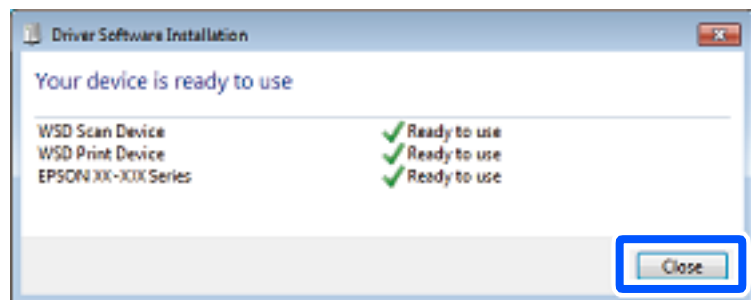 Driver Software Installation
Your device is ready to use
WSD Scan Device Ready to use
WSD Print Device Ready to use
EPSON XX-XXX Series Ready to use
Close